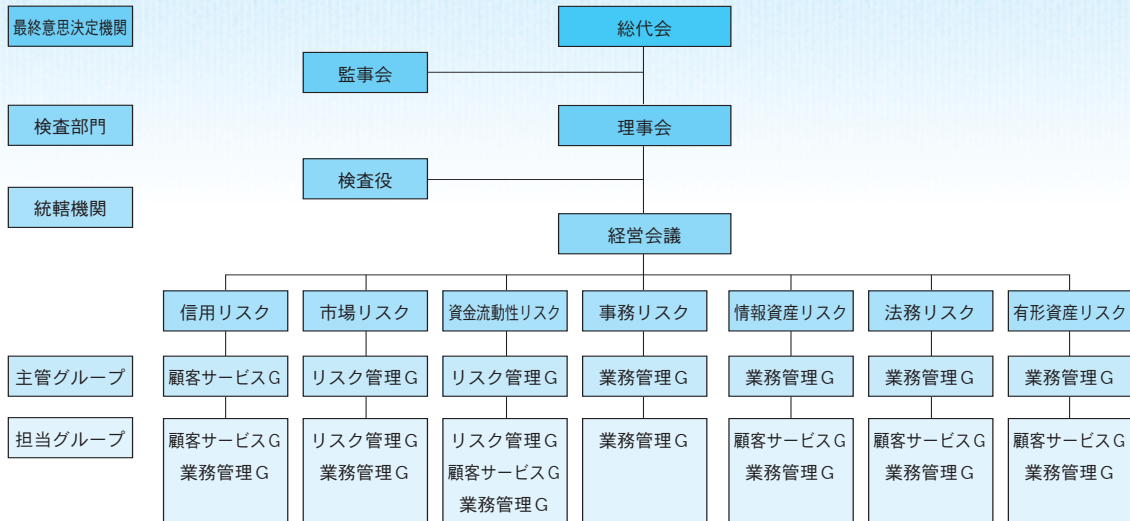 最終意思決定機関
総代会
監事会
検査部門
理事会
検査役
統轄機関
経営会議
信用リスク
市場リスク
資金流動性リスク
事務リスク
情報資産リスク
法務リスク
有形資産リスク
主管グループ
顧客サービスG
リスク管理G
リスク管理G
業務管理G
業務管理G
業務管理G
業務管理G
担当グループ
顧客サービスG
業務管理G
リスク管理G
業務管理G
リスク管理G
顧客サービスG
業務管理G
業務管理G
顧客サービスG
業務管理G
顧客サービスG
業務管理G
顧客サービスG
業務管理G